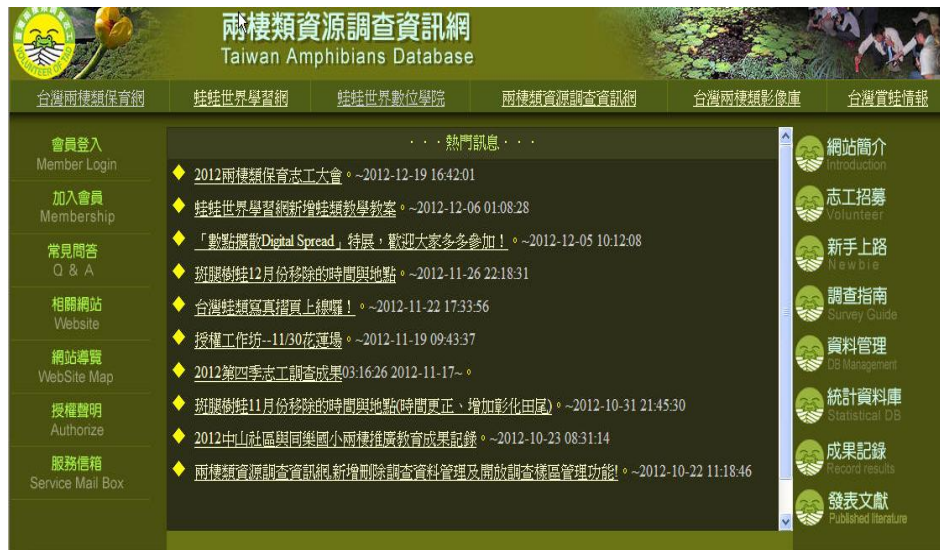 兩棲類資源調查資訊網
Taiwan Amphibians Database
台灣兩棲類保育網 蛙蛙世界學習網 蛙蛙世界數位學院 兩棲類資源調查資訊網 台灣兩棲類影像庫 台灣賞蛙情報
會員登入
Member Login
加入會員
Membership
常見問答
Q & A
相關網站
Website
網站導覽
WebSite Map
授權聲明
Authorize
服務信箱
Service Mail Box
・・・熱門訊息・・・
2012兩棲類保育志工大會。~2012-12-19 16:42:01
蛙蛙世界學習網新增蛙類教學教案。~2012-12-06 01:08:28
「數點擴散Digital Spread」特展，歡迎大家多多參加！。~2012-12-05 10:12:08
斑腿樹蛙12月份移除的時間與地點。~2012-11-26 22:18:31
台灣蛙類寫真摺頁上線囉！。~2012-11-22 17:33:56
授權工作坊--11/30花蓮場。~2012-11-19 09:43:37
2012第四季志工調查成果03:16:26 2012-11-17~。
斑腿樹蛙11月份移除的時間與地點(時間更正、增加彰化田尾)。~2012-10-31 21:45:30
2012中山社區與同樂國小兩棲推廣教育成果記錄。~2012-10-23 08:31:14
兩棲類資源調查資訊網,新增刪除調查資料管理及開放調查樣區管理功能!。~2012-10-22 11:18:46
網站簡介
Introduction
志工招募
Volunteer
新手上路
Newbie
調查指南
Survey Guide
資料管理
DB Management
統計資料庫
Statistical DB
成果記錄
Record results
發表文獻
Published literature